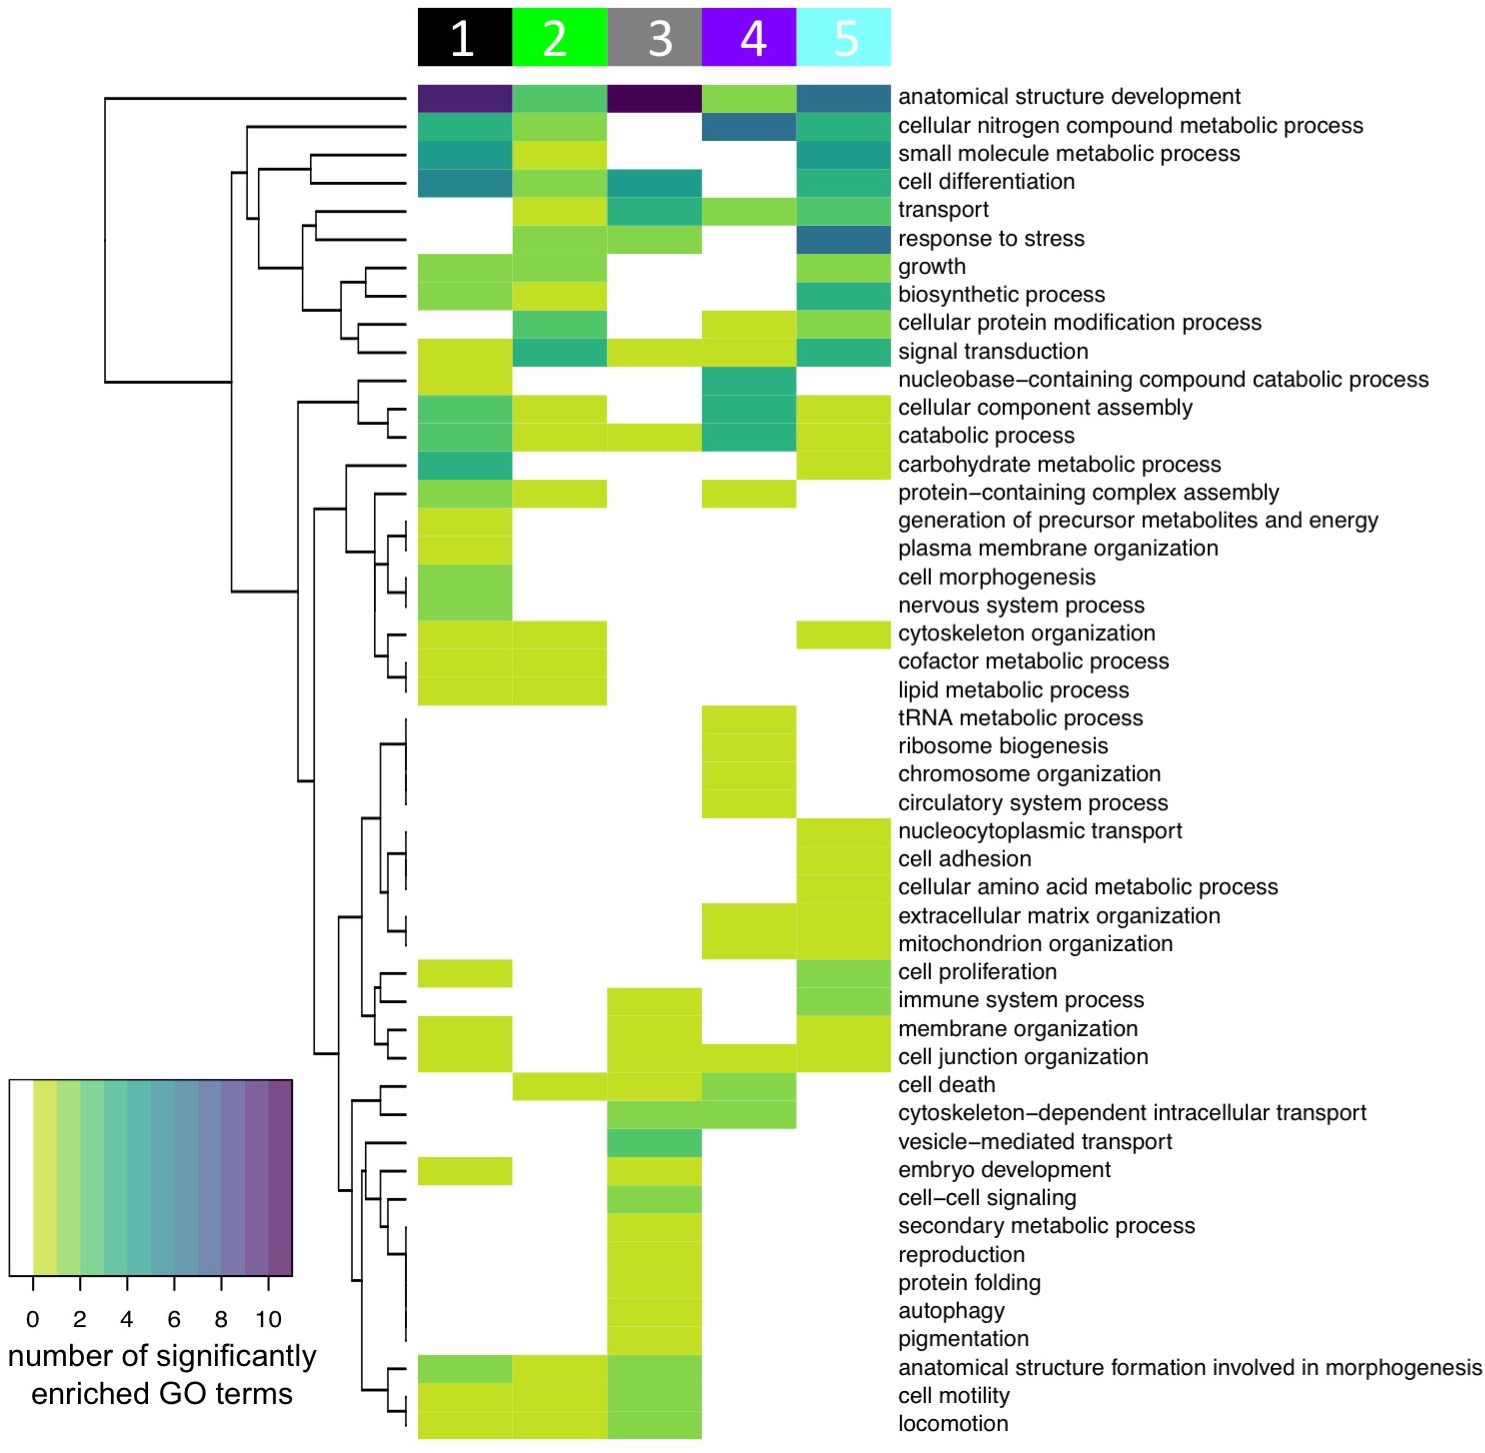 1 2 3 4 5
anatomical structure development
cellular nitrogen compound metabolic process
small molecule metabolic process
cell differentiation
transport
response to stress
growth
biosynthetic process
cellular protein modification process
signal transduction
nucleobase−containing compound catabolic process
cellular component assembly
catabolic process
carbohydrate metabolic process
protein−containing complex assembly
generation of precursor metabolites and energy
plasma membrane organization
cell morphogenesis
nervous system process
cytoskeleton organization
cofactor metabolic process
lipid metabolic process
tRNA metabolic process
ribosome biogenesis
chromosome organization
circulatory system process
nucleocytoplasmic transport
cell adhesion
cellular amino acid metabolic process
extracellular matrix organization
mitochondrion organization
cell proliferation
immune system process
membrane organization
cell junction organization
cell death
cytoskeleton−dependent intracellular transport
vesicle−mediated transport
embryo development
cell−cell signaling
secondary metabolic process
reproduction
protein folding
autophagy
pigmentation
anatomical structure formation involved in morphogenesis
cell motility
locomotion
0 2 4 6 8 10
number of significantly
enriched GO terms